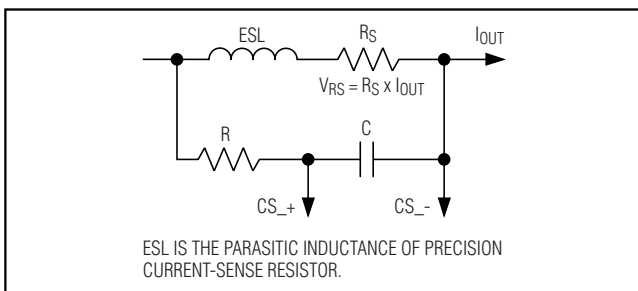 ESL
RS
IOUT
VRS = RS x IOUT
R
C
CS_+
CS_-
ESL IS THE PARASITIC INDUCTANCE OF PRECISION
CURRENT-SENSE RESISTOR.